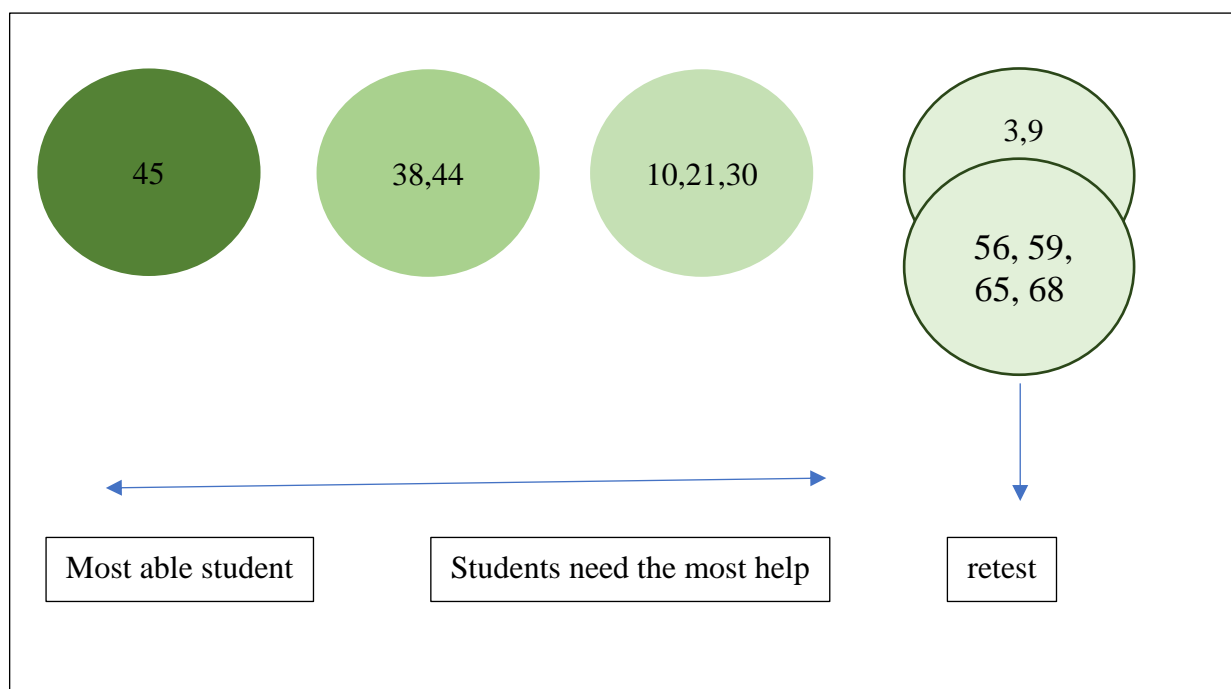 45
38,44
10,21,30
3,9
56, 59,
65, 68
Most able student
Students need the most help
retest